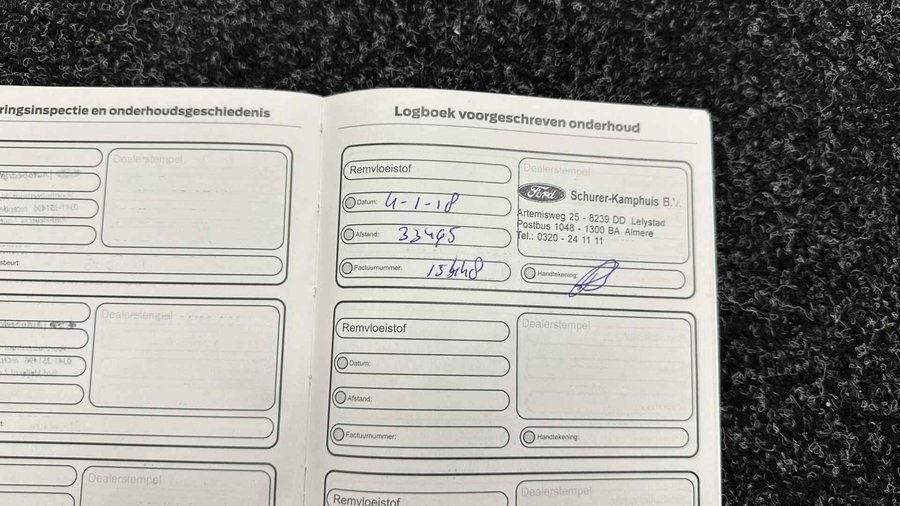 ringsinspectie en onderhoudsgeschiedenis
Dealerstempel
sbeurt:
Dealerstempel
t:
Dealerstempel
Logboek voorgeschreven onderhoud
Remvloeistof
Datum: 4-1-18
Afstand: 33495
Factuurnummer:
Dealerstempel
Ford Schurer-Kamphuis B.V.
Artemisweg 25 - 8239 DD Lelystad
Postbus 1048 - 1300 BA Almere
Tel.: 0320 - 24 11 11
Handtekening:
Remvloeistof
Datum:
Afstand:
Factuurnummer:
Dealerstempel
Handtekening:
Remvloeistof
Dealerstempel